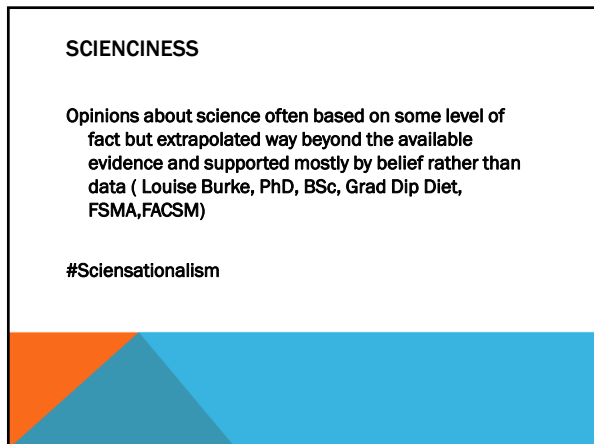 SCIENCINESS
Opinions about science often based on some level of
fact but extrapolated way beyond the available
evidence and supported mostly by belief rather than
data ( Louise Burke, PhD, BSc, Grad Dip Diet,
FSMA,FACSM)
#Sciensationalism